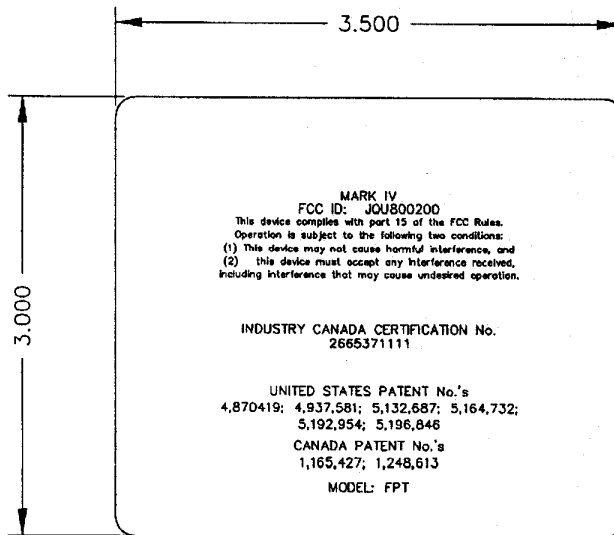 3.500
3.000
MARK IV
FCC ID: JQU800200
This device complies with part 15 of the FCC Rules.
Operation is subject to the following two conditions:
(1) This device may not cause harmful interference, and
(2) this device must accept any interference received,
including interference that may cause undesired operation.
INDUSTRY CANADA CERTIFICATION No.
2665371111
UNITED STATES PATENT No.'s
4,870419; 4,937,581; 5,132,687; 5,164,732;
5,192,954; 5,196,846
CANADA PATENT No.'s
1,165,427; 1,248,613
MODEL: FPT